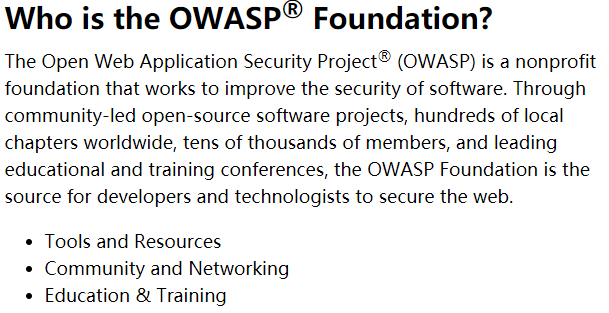 Who is the OWASP® Foundation?
The Open Web Application Security Project® (OWASP) is a nonprofit
foundation that works to improve the security of software. Through
community-led open-source software projects, hundreds of local
chapters worldwide, tens of thousands of members, and leading
educational and training conferences, the OWASP Foundation is the
source for developers and technologists to secure the web.
• Tools and Resources
• Community and Networking
• Education & Training